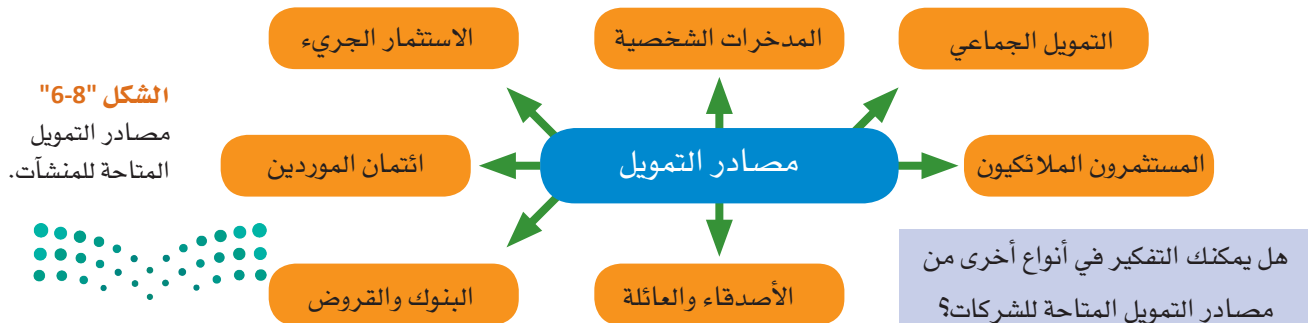 التمويل الجماعي
المدخرات الشخصية
الاستثمار الجريء
الشكل "8-6"
مصادر التمويل
المتاحة للمنشآت.
المستثمرون الملائكيون
مصادر التمويل
ائتمان الموردين
الأصدقاء والعائلة
البنوك والقروض
هل يمكنك التفكير في أنواع أخرى من
مصادر التمويل المتاحة للشركات؟